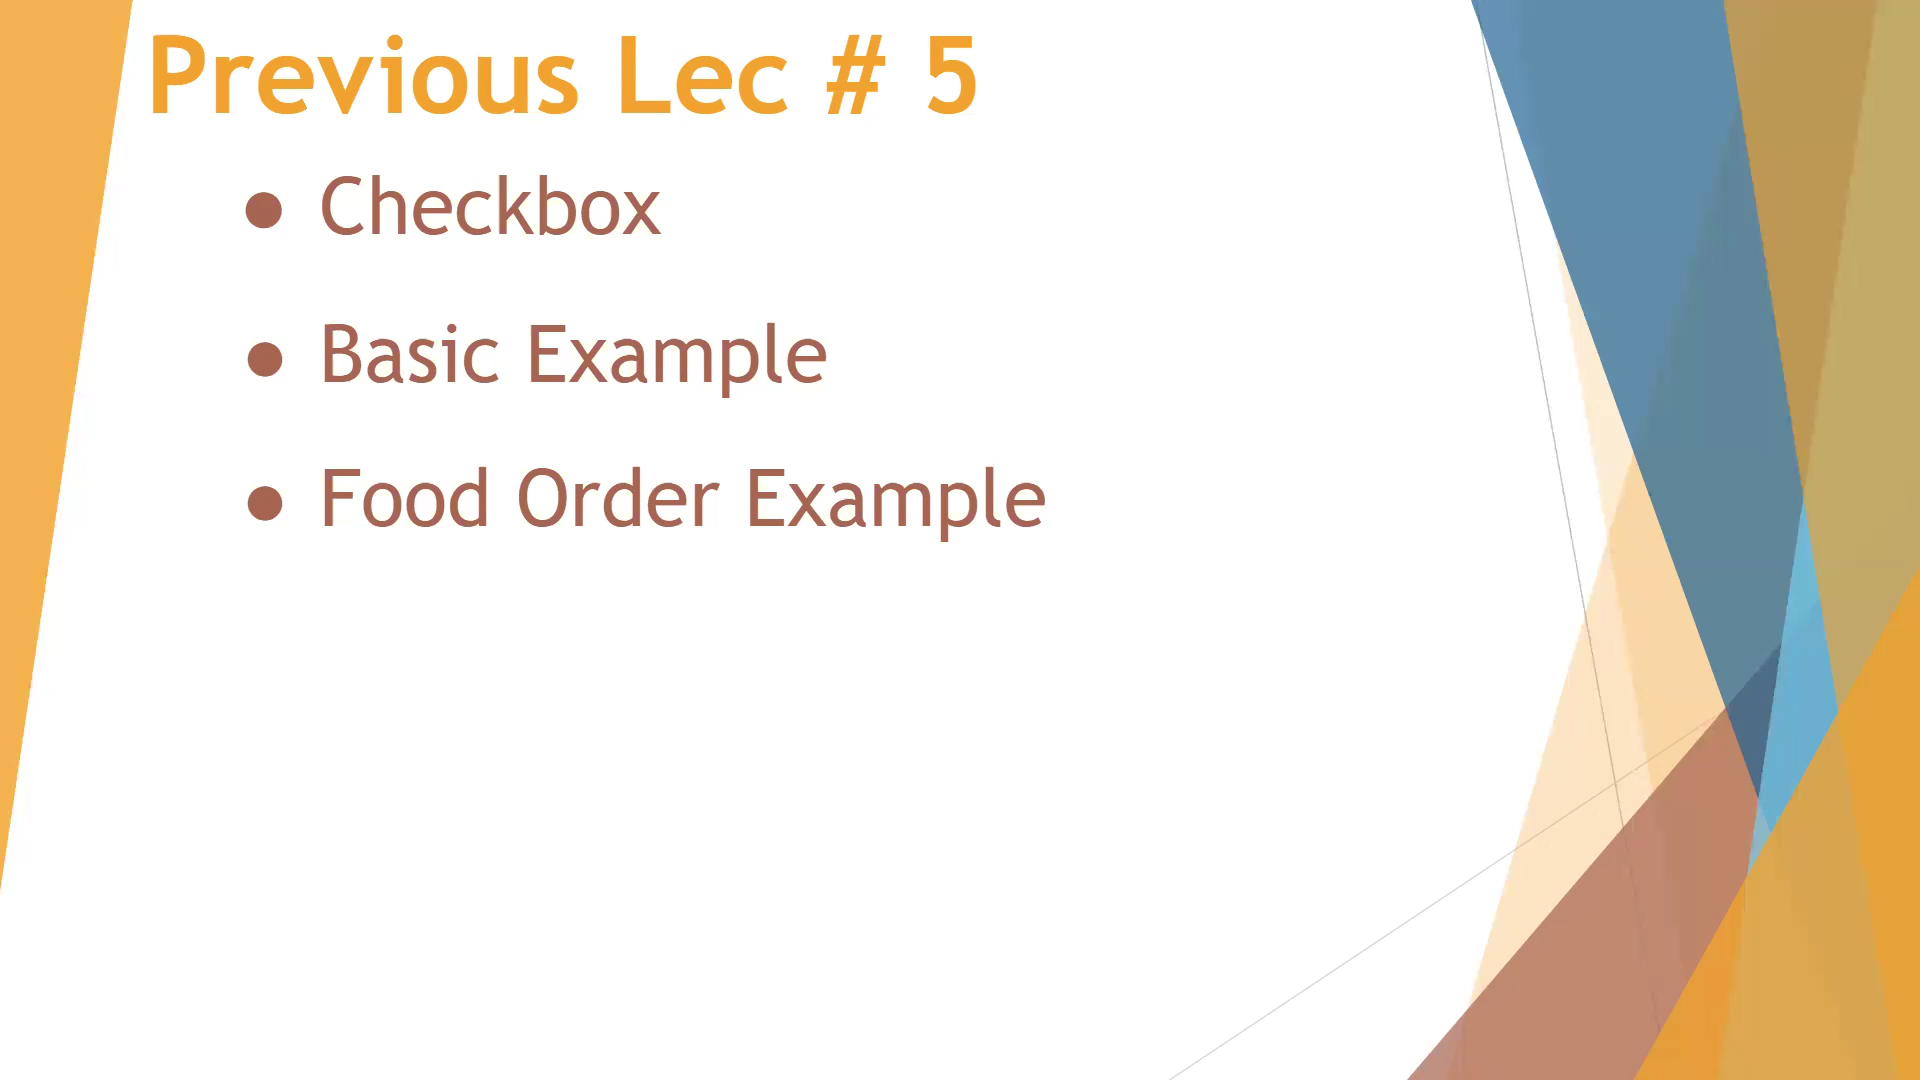 Previous Lec # 5
● Checkbox
● Basic Example
● Food Order Example